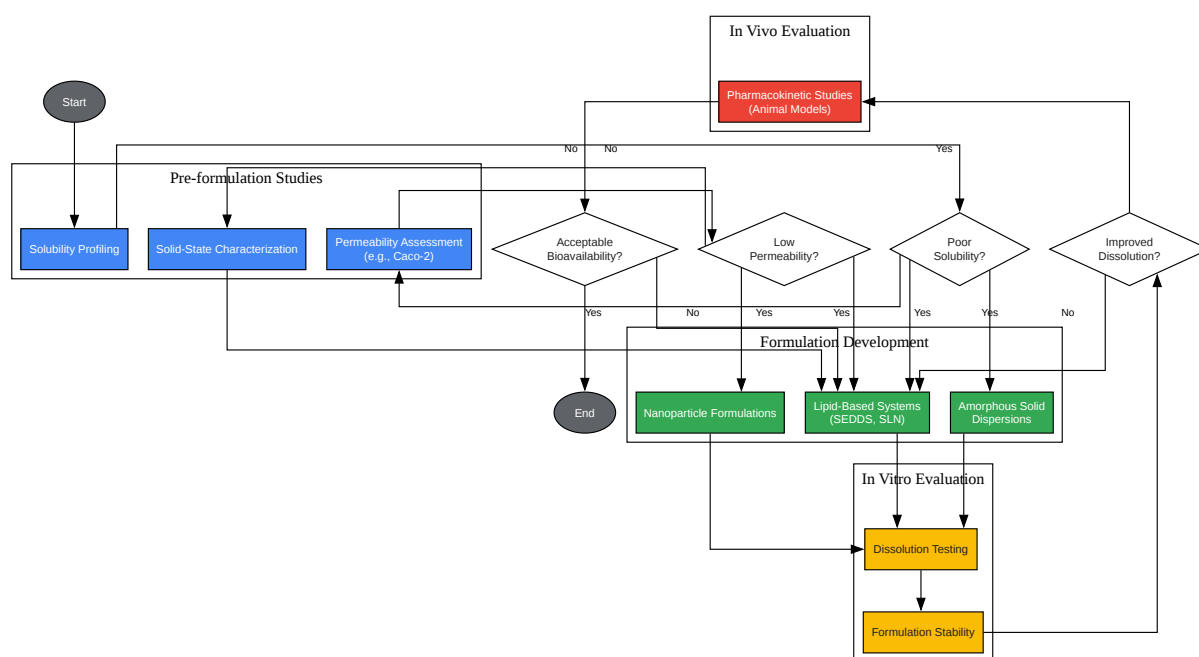 In Vivo Evaluation
Pharmacokinetic Studies
(Animal Models)
Start
No
No
Yes
Pre-formulation Studies
Solubility Profiling
Solid-State Characterization
Permeability Assessment
(e.g., Caco-2)
Acceptable
Bioavailability?
Low
Permeability?
Poor
Solubility?
Improved
Dissolution?
Yes
No
Yes
Yes
Yes
Yes
No
Formulation Development
End
Nanoparticle Formulations
Lipid-Based Systems
(SEDDS, SLN)
Amorphous Solid
Dispersions
In Vitro Evaluation
Dissolution Testing
Formulation Stability